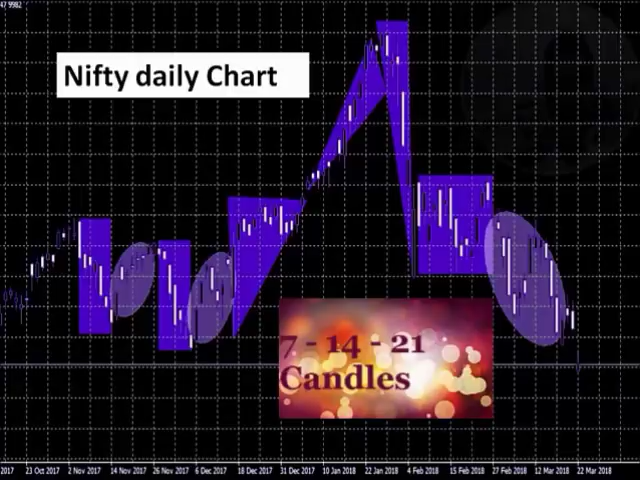 47 9982
Nifty daily Chart
7 - 14 - 21
Candles
2017 23 Oct 2017 2 Nov 2017 14 Nov 2017 26 Nov 2017 6 Dec 2017 18 Dec 2017 31 Dec 2017 10 Jan 2018 22 Jan 2018 4 Feb 2018 15 Feb 2018 27 Feb 2018 12 Mar 2018 22 Mar 2018